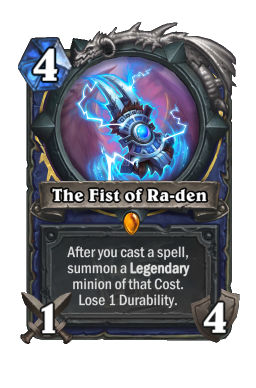 4
The Fist of Ra-den
After you cast a spell,
summon a Legendary
minion of that Cost.
Lose 1 Durability.
1
4